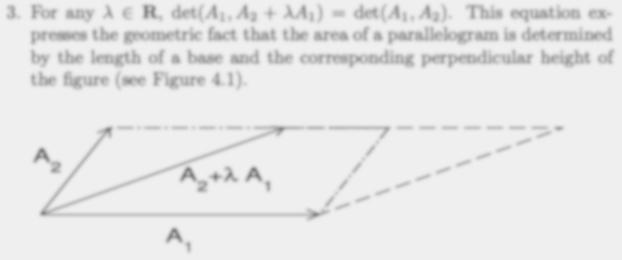 3. For any λ ∈ R, det(A₁, A₂ + λA₁) = det(A₁, A₂). This equation ex-
presses the geometric fact that the area of a parallelogram is determined
by the length of a base and the corresponding perpendicular height of
the figure (see Figure 4.1).
A₂
A₂+λ A₁
A₁